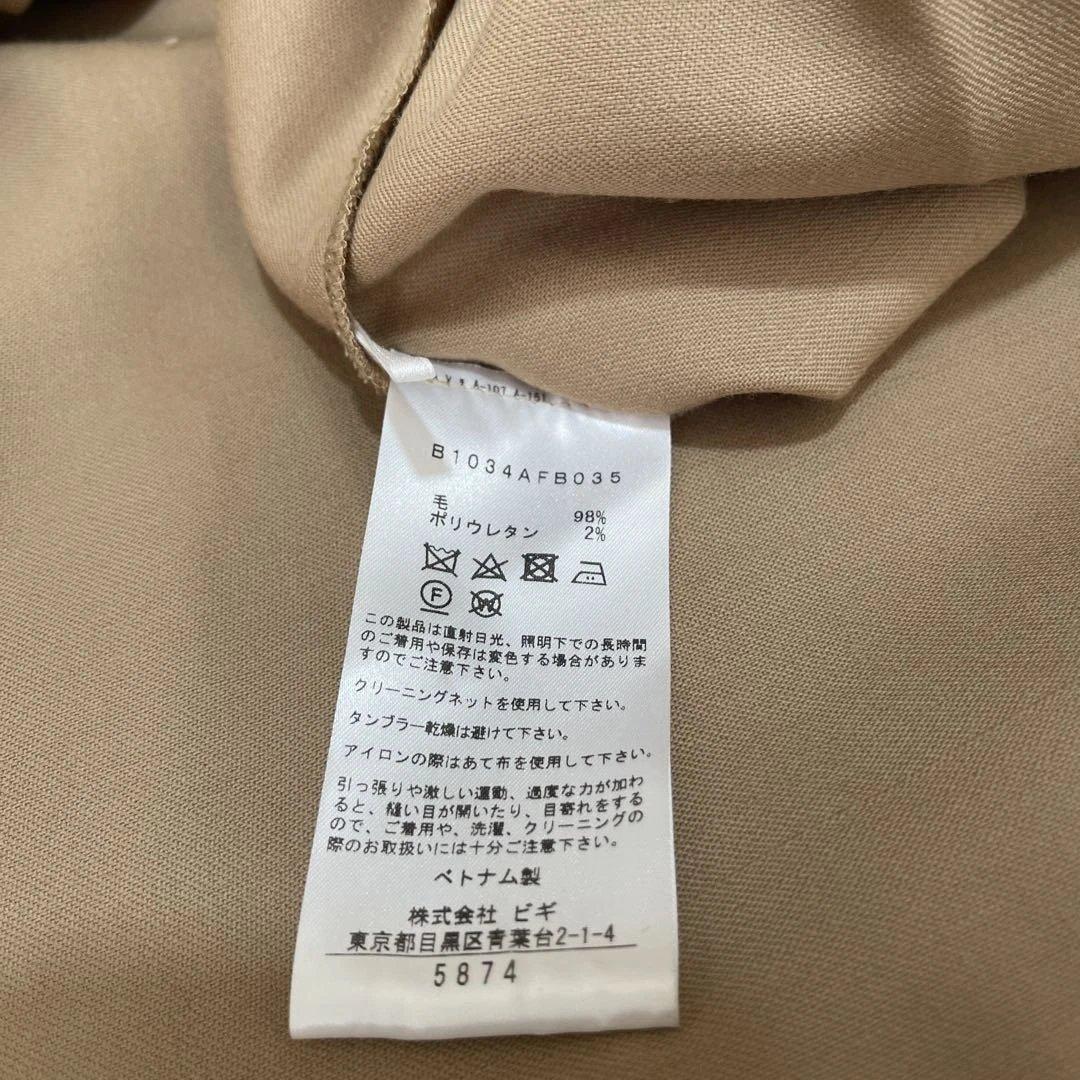 A-107 A-151
B1034AFB035
毛 98%
ポリウレタン 2%
F
W
この製品は直射日光、照明下での長時間
のご着用や保存は変色する場合がありま
すのでご注意下さい。
クリーニングネットを使用して下さい。
タンブラー乾燥は避けて下さい。
アイロンの際はあて布を使用して下さい。
引っ張りや激しい運動、過度な力が加わ
ると、縫い目が開いたり、目寄れをする
ので、ご着用や、洗濯、クリーニングの
際のお取扱いには十分ご注意下さい。
ベトナム製
株式会社 ビギ
東京都目黒区青葉台2-1-4
5874